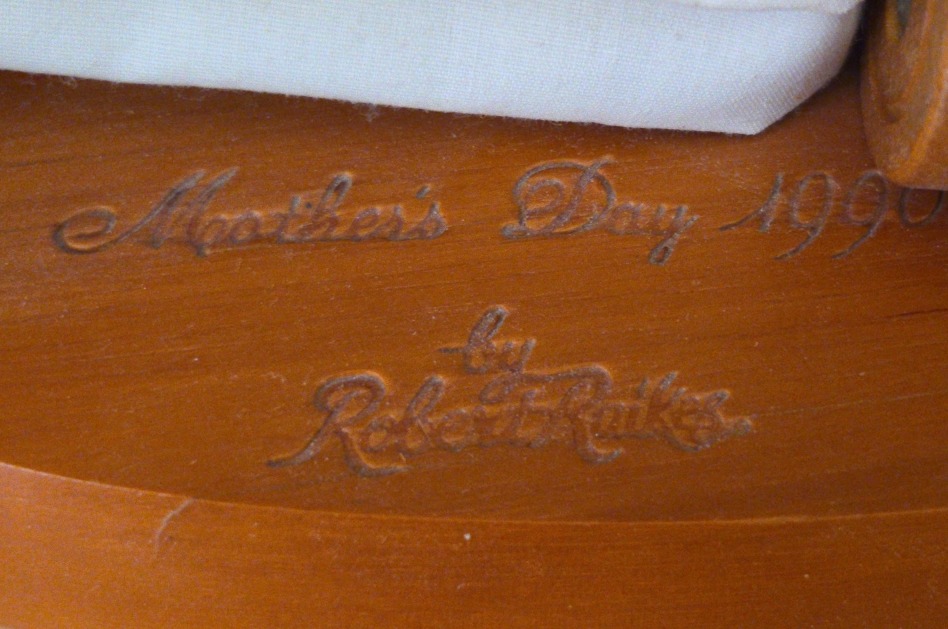 Mother's Day 1990
by
Robert Raikes